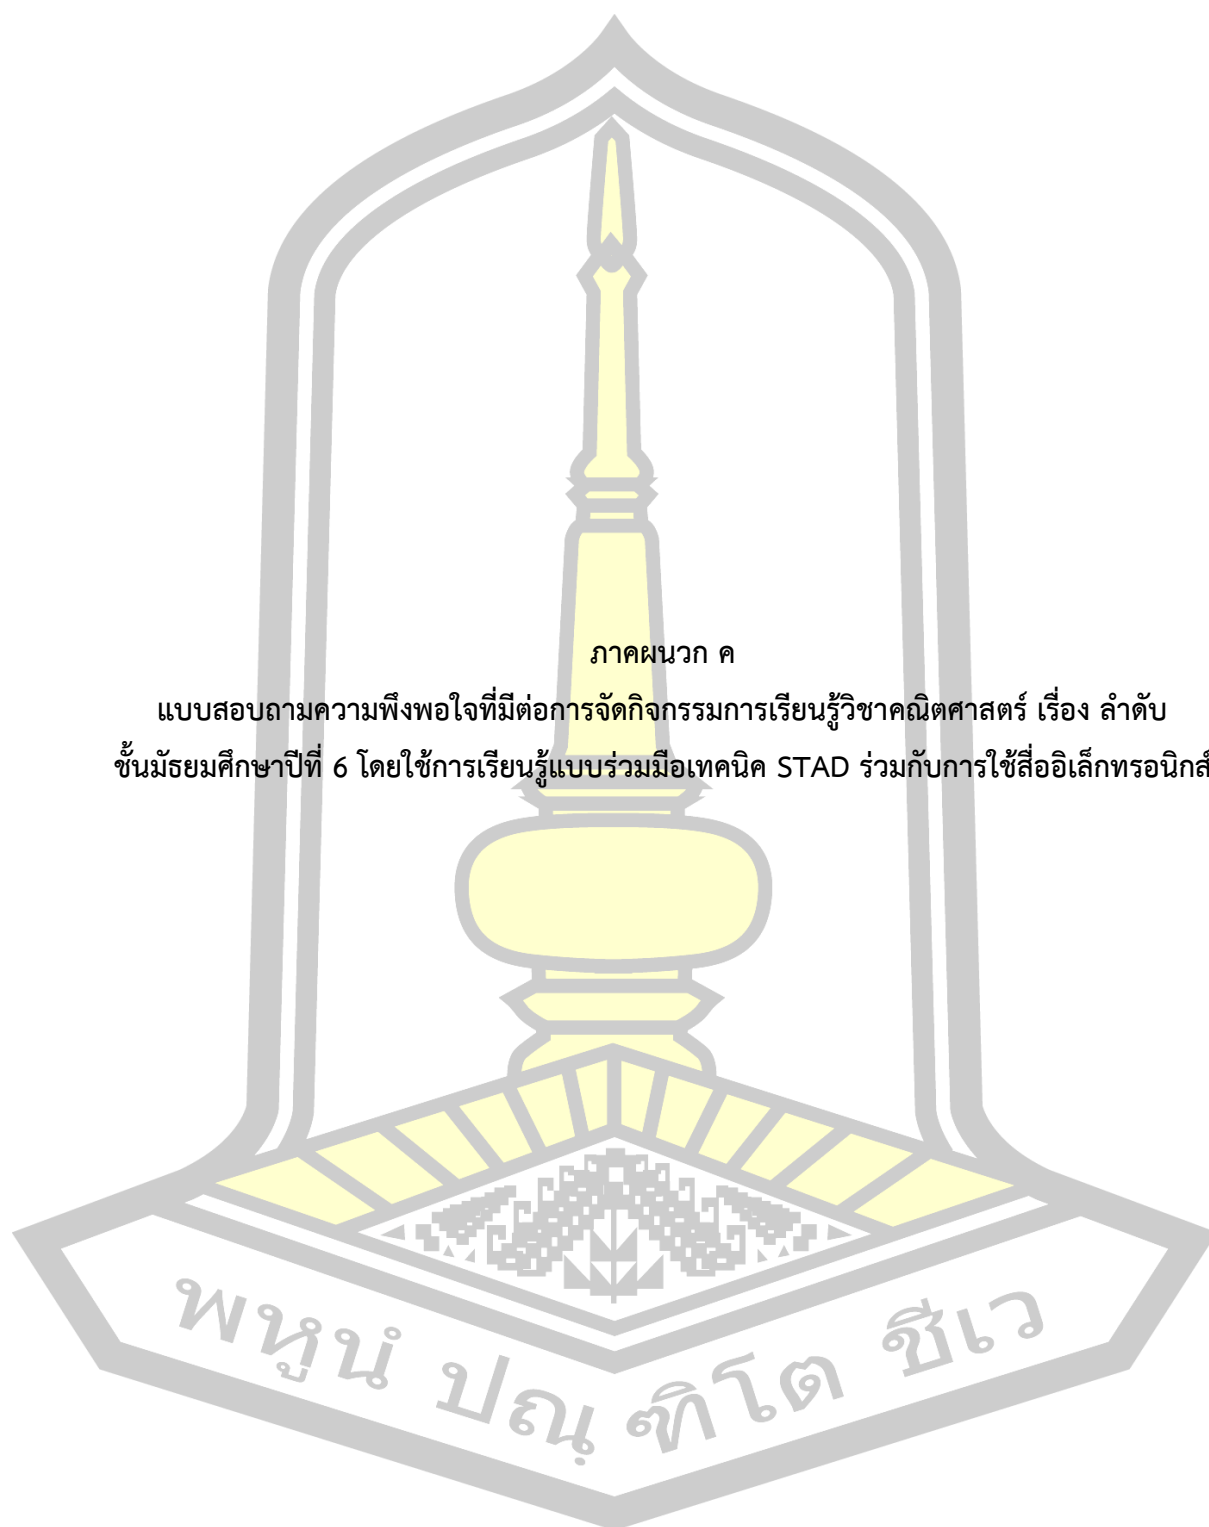 ภาคผนวก ค
แบบสอบถามความพึงพอใจที่มีต่อการจัดกิจกรรมการเรียนรู้วิชาคณิตศาสตร์ เรื่อง ลำดับ
ชั้นมัธยมศึกษาปีที่ 6 โดยใช้การเรียนรู้แบบร่วมมือเทคนิค STAD ร่วมกับการใช้สื่ออิเล็กทรอนิกส์
พหูนํ ปณฺฑิโต ชีเว